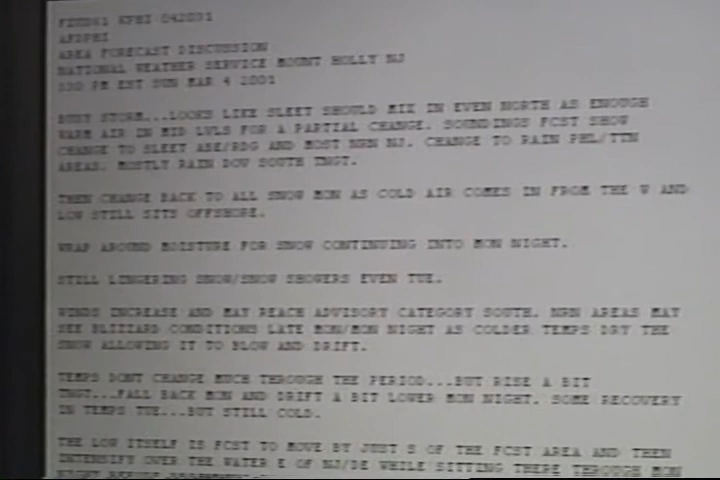 FXUS61 KPHI 042031
AFDPHI
AREA FORECAST DISCUSSION
NATIONAL WEATHER SERVICE MOUNT HOLLY NJ
330 PM EST SUN MAR 4 2001
BUSY STORM...LOOKS LIKE SLEET SHOULD MIX IN EVEN NORTH AS ENOUGH
WARM AIR IN MID LVLS FOR A PARTIAL CHANGE. SOUNDINGS FCST SHOW
CHANGE TO SLEET ABE/RDG AND MOST NRN NJ. CHANGE TO RAIN PHL/TTN
AREAS. MOSTLY RAIN DOV SOUTH TNGT.
THEN CHANGE BACK TO ALL SNOW MON AS COLD AIR COMES IN FROM THE W AND
LOW STILL SITS OFFSHORE.
WRAP AROUND MOISTURE FOR SNOW CONTINUING INTO MON NIGHT.
STILL LINGERING SNOW/SNOW SHOWERS EVEN TUE.
WINDS INCREASE AND MAY REACH ADVISORY CATEGORY SOUTH. NRN AREAS MAY
SEE BLIZZARD CONDITIONS LATE MON/MON NIGHT AS COLDER TEMPS DRY THE
SNOW ALLOWING IT TO BLOW AND DRIFT.
TEMPS DONT CHANGE MUCH THROUGH THE PERIOD...BUT RISE A BIT
TNGT...FALL BACK MON AND DRIFT A BIT LOWER MON NIGHT. SOME RECOVERY
IN TEMPS TUE...BUT STILL COLD.
THE LOW ITSELF IS FCST TO MOVE BY JUST S OF THE FCST AREA AND THEN
INTENSIFY OVER THE WATER E OF NJ/DE WHILE SITTING THERE THROUGH MON
NIGHT